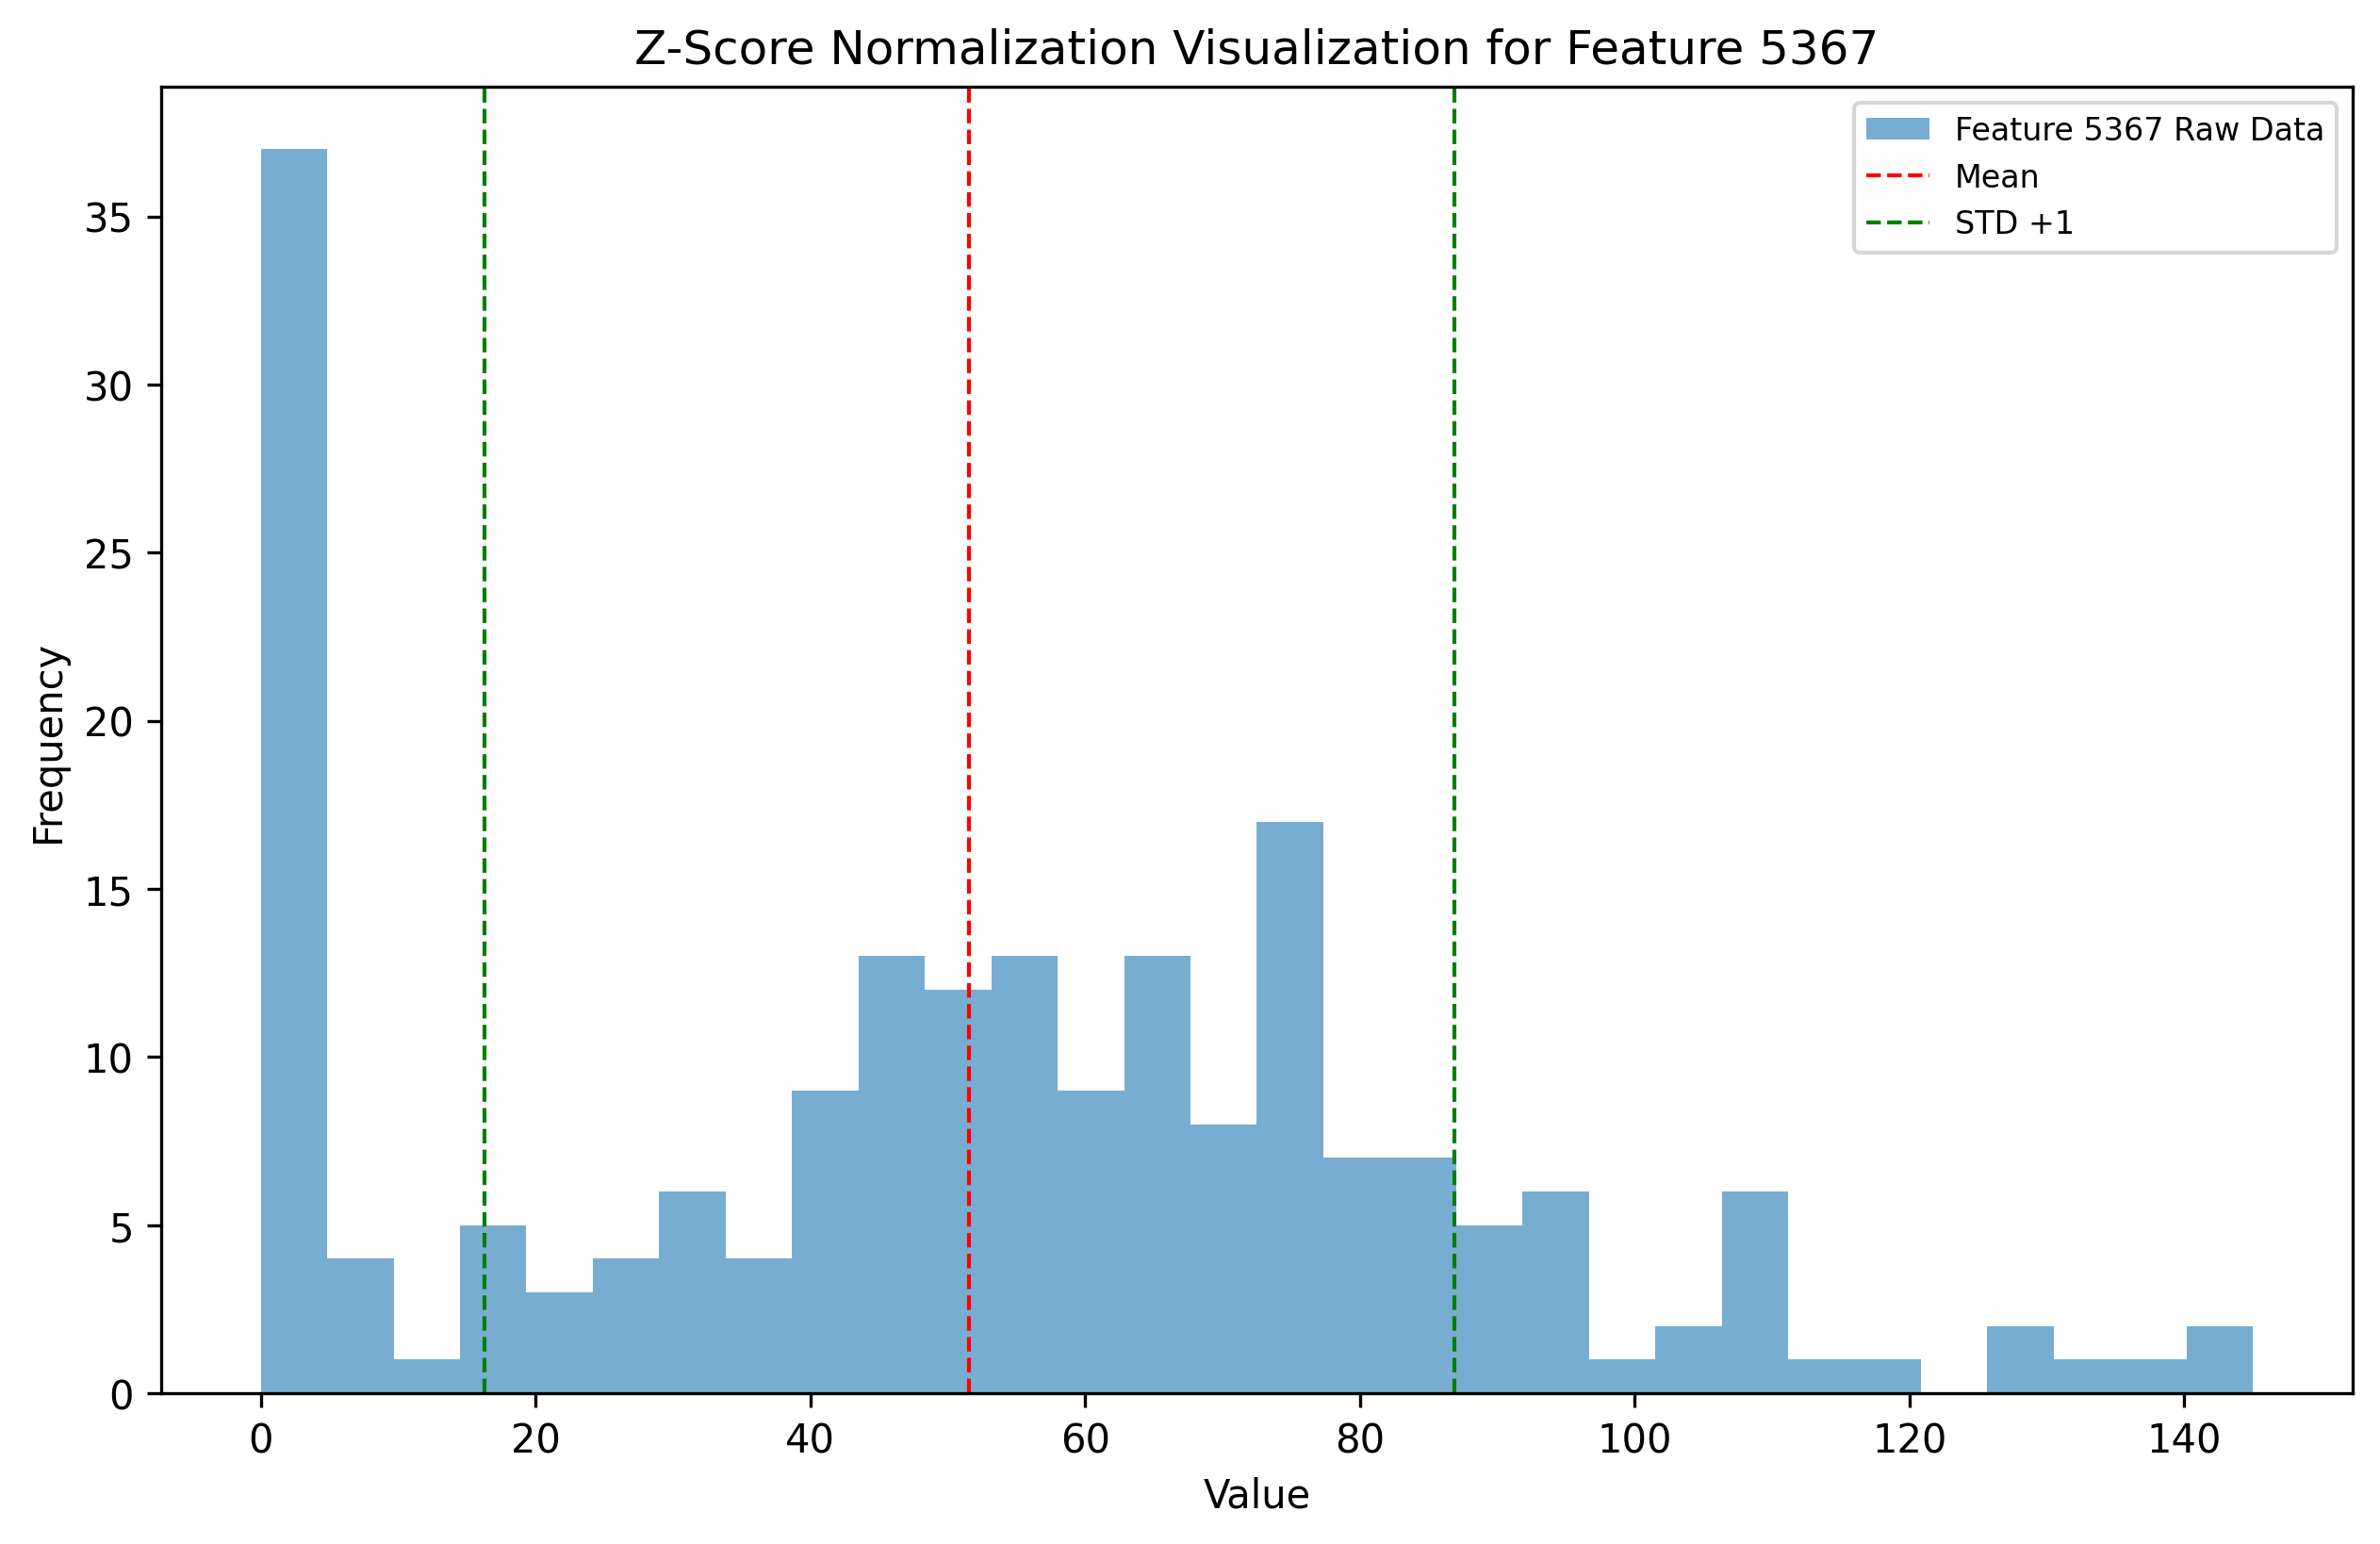 Z-Score Normalization Visualization for Feature 5367
Feature 5367 Raw Data
Mean
STD +1
35
30
25
20
15
10
5
0
Frequency
0 20 40 60 80 100 120 140
Value